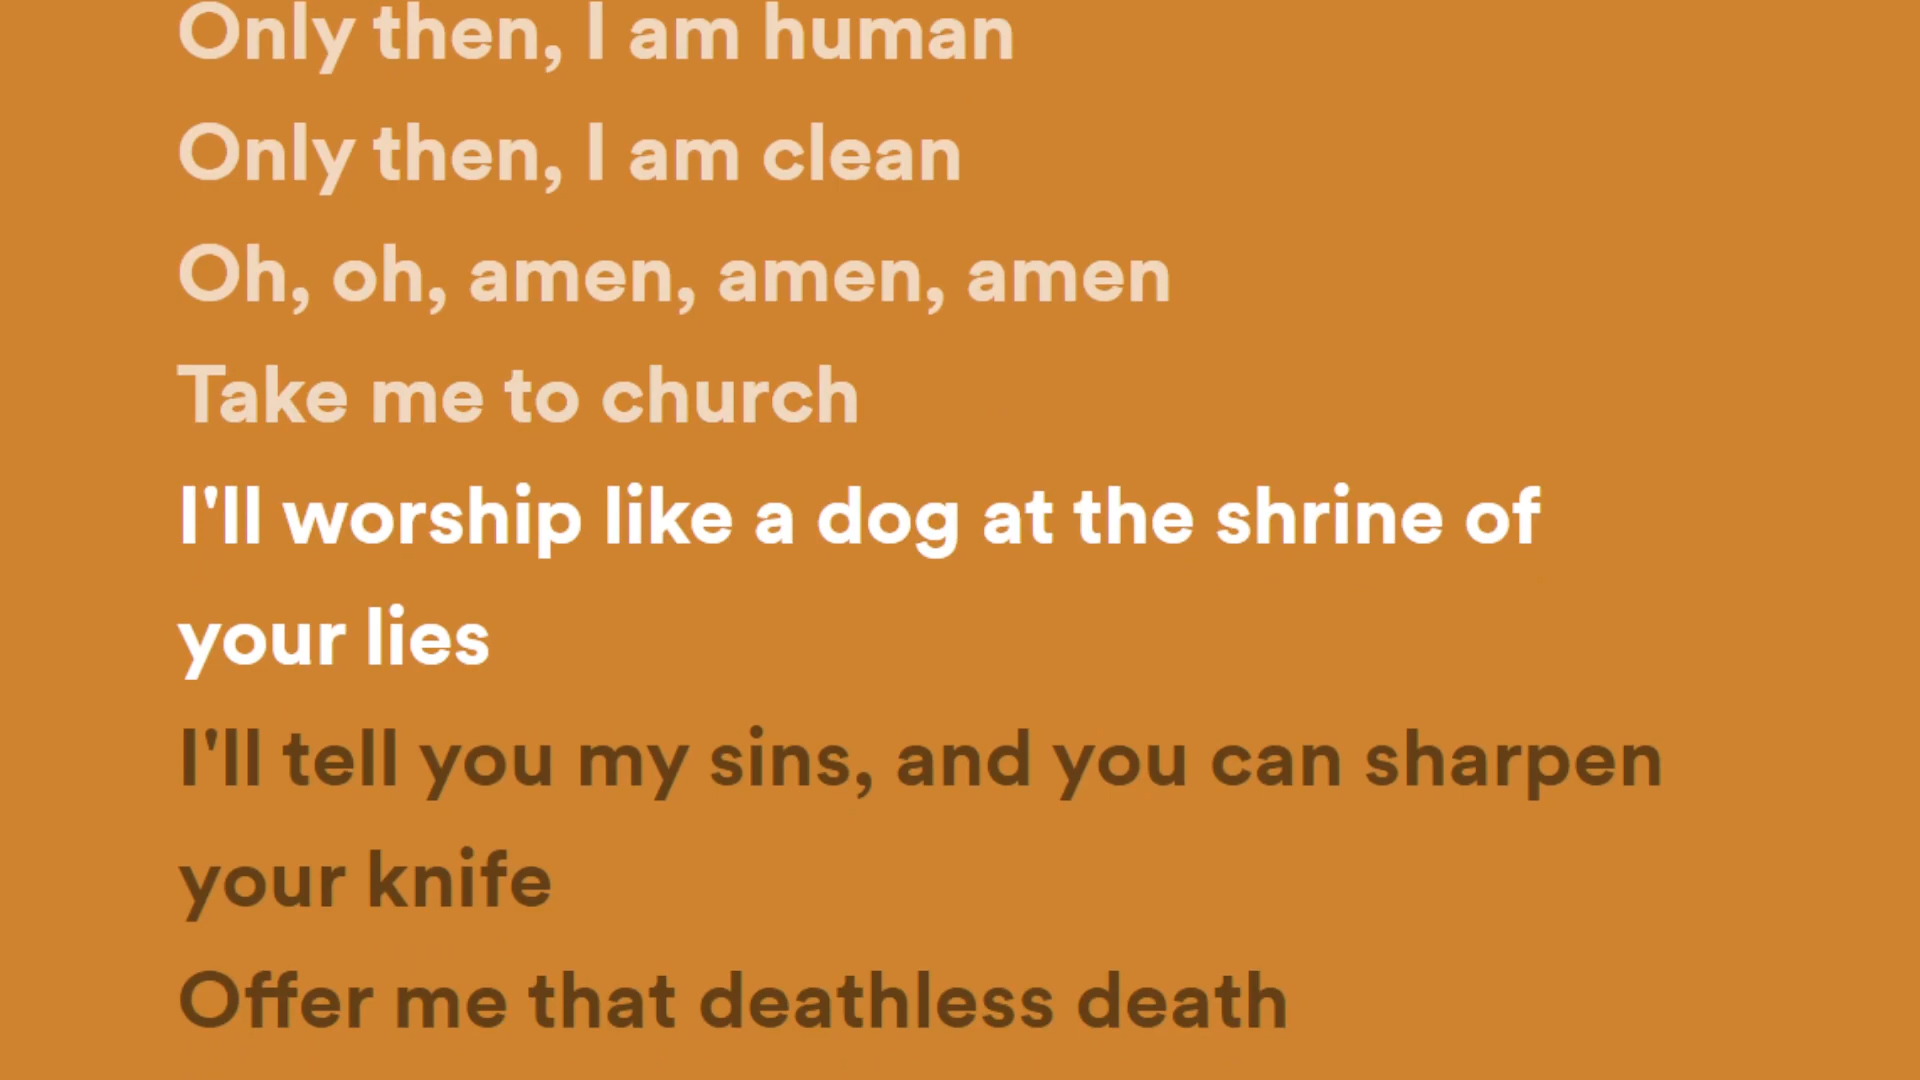 Only then, I am human
Only then, I am clean
Oh, oh, amen, amen, amen
Take me to church
I'll worship like a dog at the shrine of
your lies
I'll tell you my sins, and you can sharpen
your knife
Offer me that deathless death